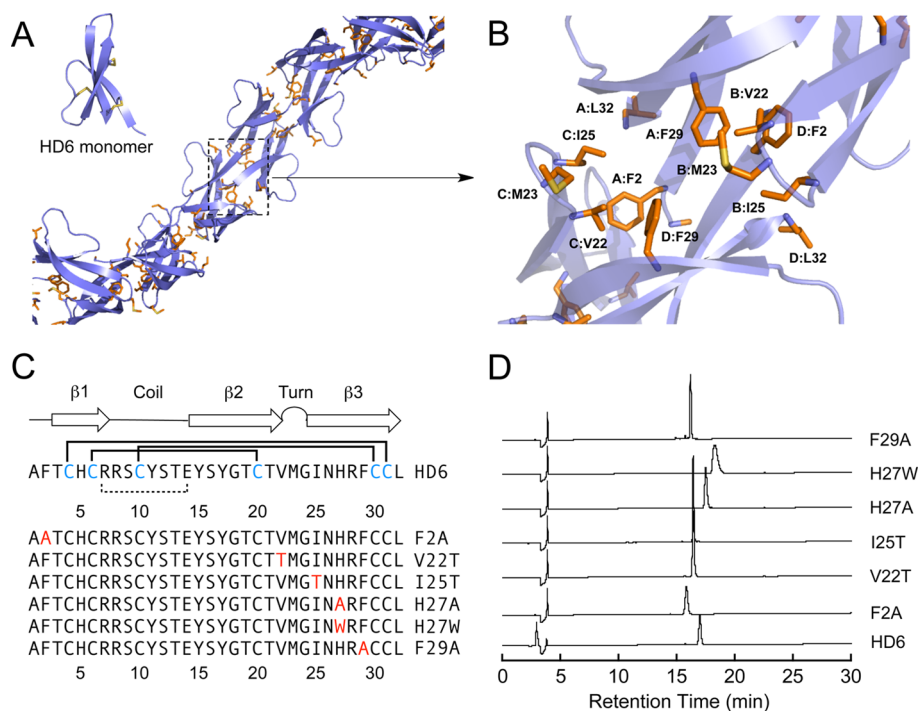 A
HD6 monomer
B
A:L32
B:V22
A:F29
D:F2
C:I25
B:M23
A:F2
C:M23
B:I25
C:V22
D:F29
D:L32
C
β1 Coil β2 Turn β3
AFTCHCRRSCYSTEYSYGTCTVMGINHRFCCL HD6
5 10 15 20 25 30
AATCHCRRSCYSTEYSYGTCTVMGINHRFCCL F2A
AFTCHCRRSCYSTEYSYGTCTTMGINHRFCCL V22T
AFTCHCRRSCYSTEYSYGTCTVMGTNHRFCCL I25T
AFTCHCRRSCYSTEYSYGTCTVMGINARFCCL H27A
AFTCHCRRSCYSTEYSYGTCTVMGINWRFCCL H27W
AFTCHCRRSCYSTEYSYGTCTVMGINHRACCL F29A
5 10 15 20 25 30
D
F29A
H27W
H27A
I25T
V22T
F2A
HD6
0 5 10 15 20 25 30
Retention Time (min)